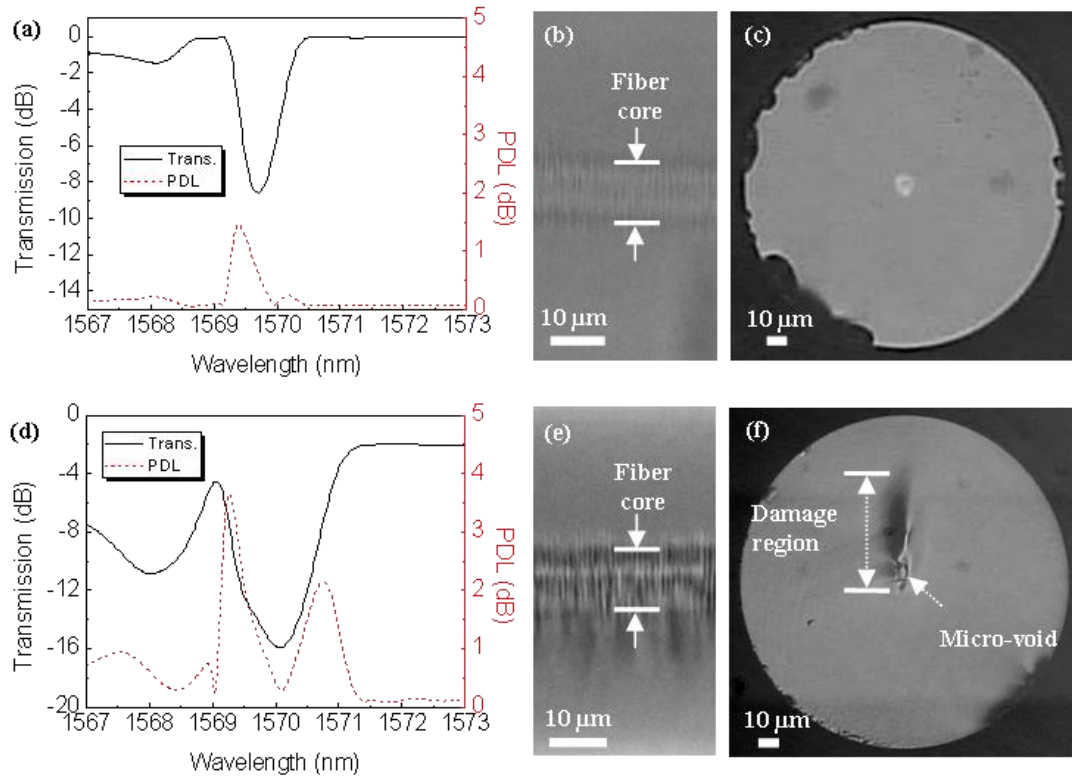 (a)
0
-2
-4
-6
-8
-10
-12
-14
Transmission (dB)
Trans.
PDL
5
4
3
2
1
0
PDL (dB)
1567 1568 1569 1570 1571 1572 1573
Wavelength (nm)
(b)
Fiber
core
10 μm
(c)
10 μm
(d)
0
-4
-8
-12
-16
-20
Transmission (dB)
Trans.
PDL
5
4
3
2
1
0
PDL (dB)
1567 1568 1569 1570 1571 1572 1573
Wavelength (nm)
(e)
Fiber
core
10 μm
(f)
Damage
region
Micro-void
10 μm